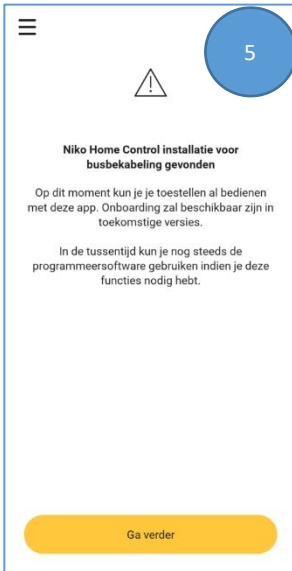 5
Niko Home Control installatie voor
busbekabeling gevonden
Op dit moment kun je je toestellen al bedienen
met deze app. Onboarding zal beschikbaar zijn in
toekomstige versies.
In de tussentijd kun je nog steeds de
programmeersoftware gebruiken indien je deze
functies nodig hebt.
Ga verder